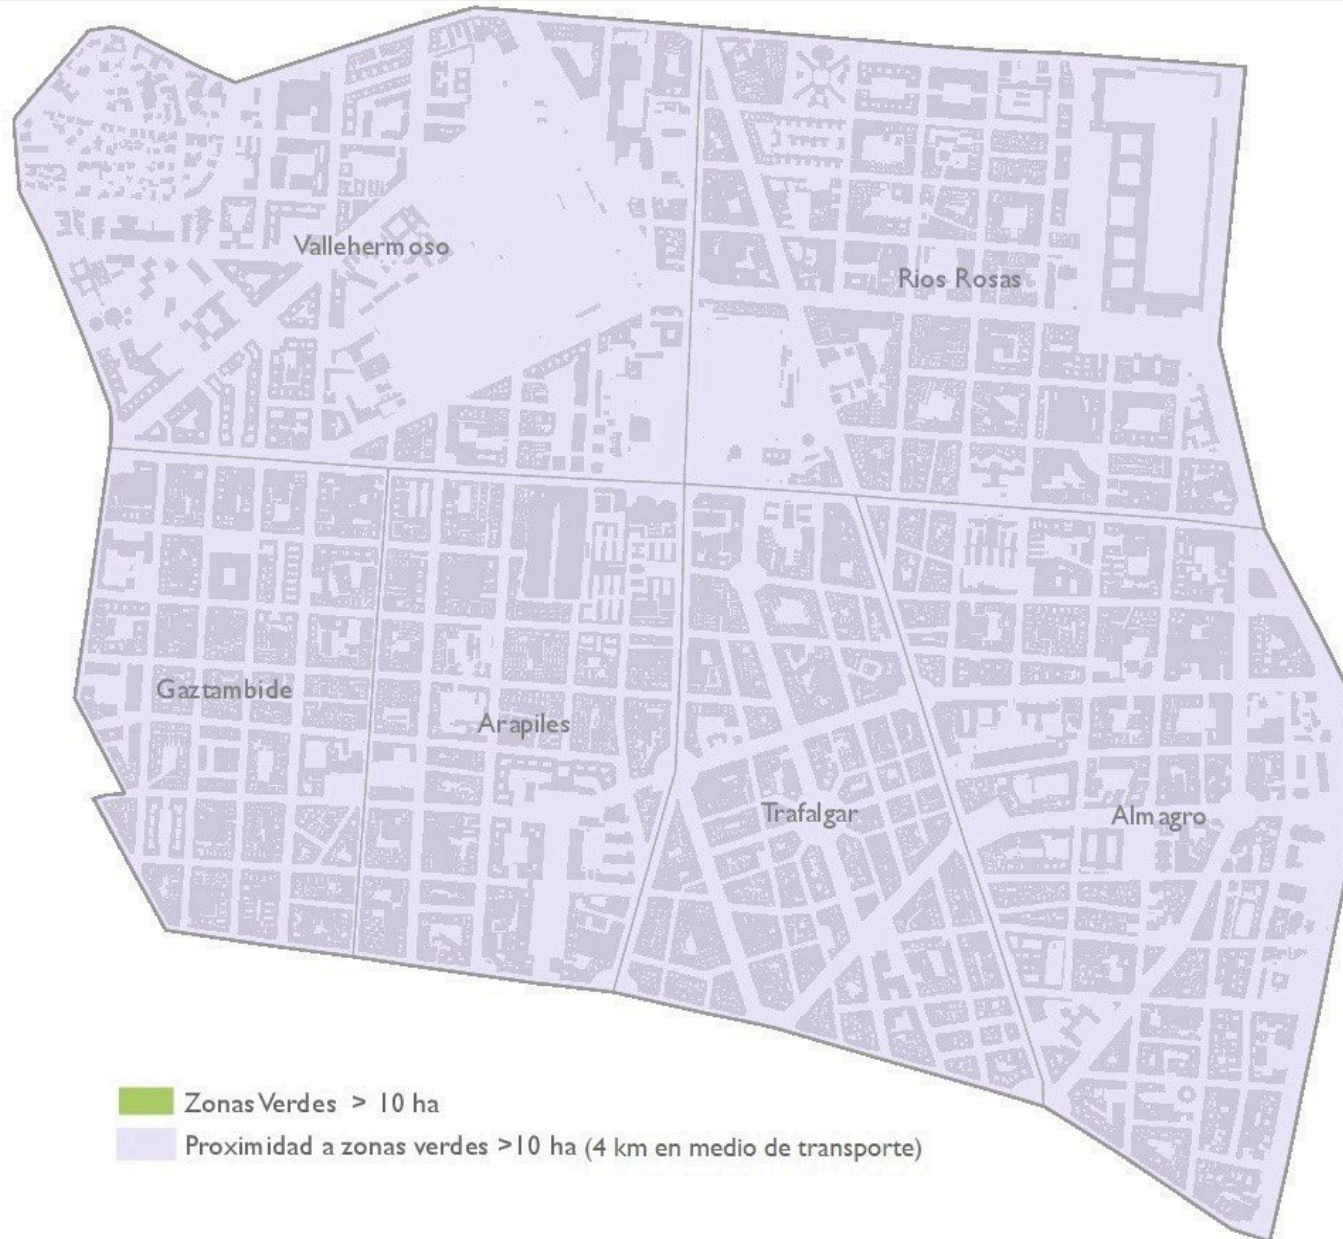 Vallehermoso
Rios Rosas
Gaztambide
Arapiles
Trafalgar
Almagro
Zonas Verdes > 10 ha
Proximidad a zonas verdes >10 ha (4 km en medio de transporte)